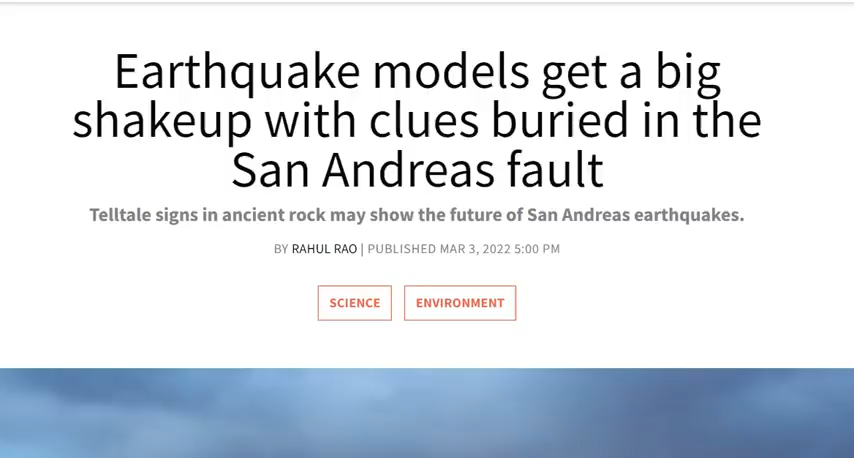 Earthquake models get a big
shakeup with clues buried in the
San Andreas fault
Telltale signs in ancient rock may show the future of San Andreas earthquakes.
BY RAHUL RAO | PUBLISHED MAR 3, 2022 5:00 PM
SCIENCE ENVIRONMENT